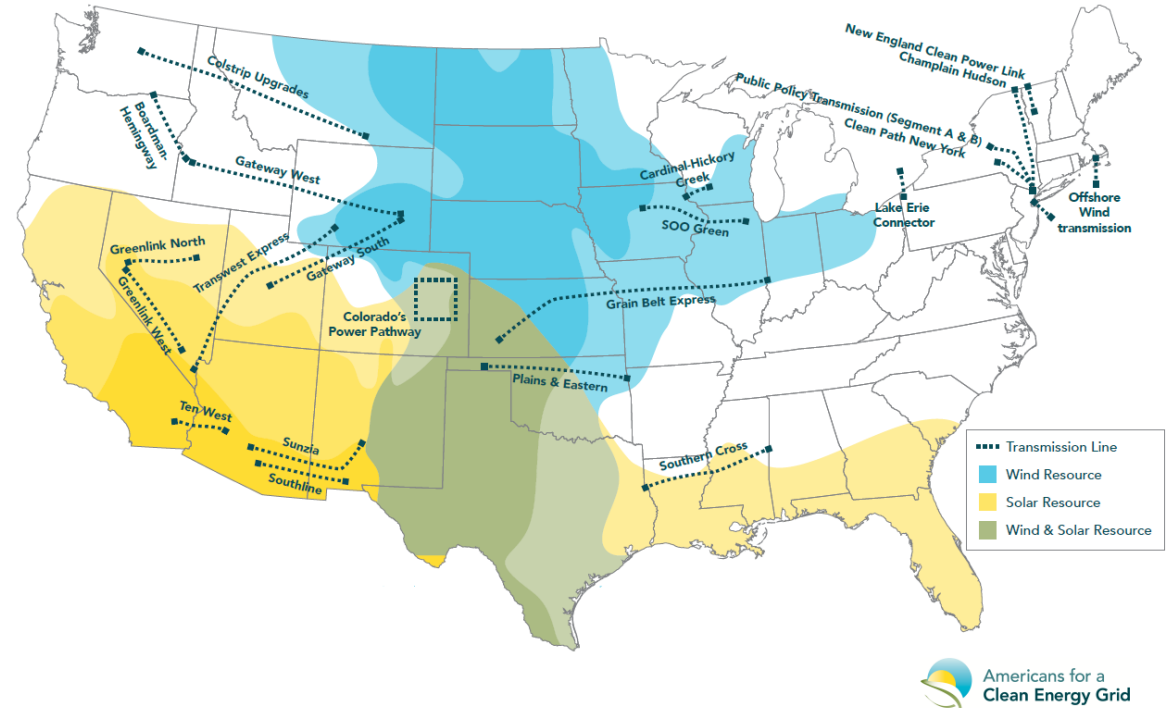 New England Clean Power Link
Champlain Hudson
Public Policy Transmission (Segment A & B)
Clean Path New York
Colstrip Upgrades
Boardman-
Hemingway
Gateway West
Cardinal-Hickory
Creek
SOO Green
Lake Erie
Connector
Offshore
Wind
transmission
Greenlink North
Transwest Express
Gateway South
Greenlink West
Colorado's
Power Pathway
Grain Belt Express
Plains & Eastern
Ten West
Sunzia
Southline
Southern Cross
Transmission Line
Wind Resource
Solar Resource
Wind & Solar Resource
Americans for a
Clean Energy Grid